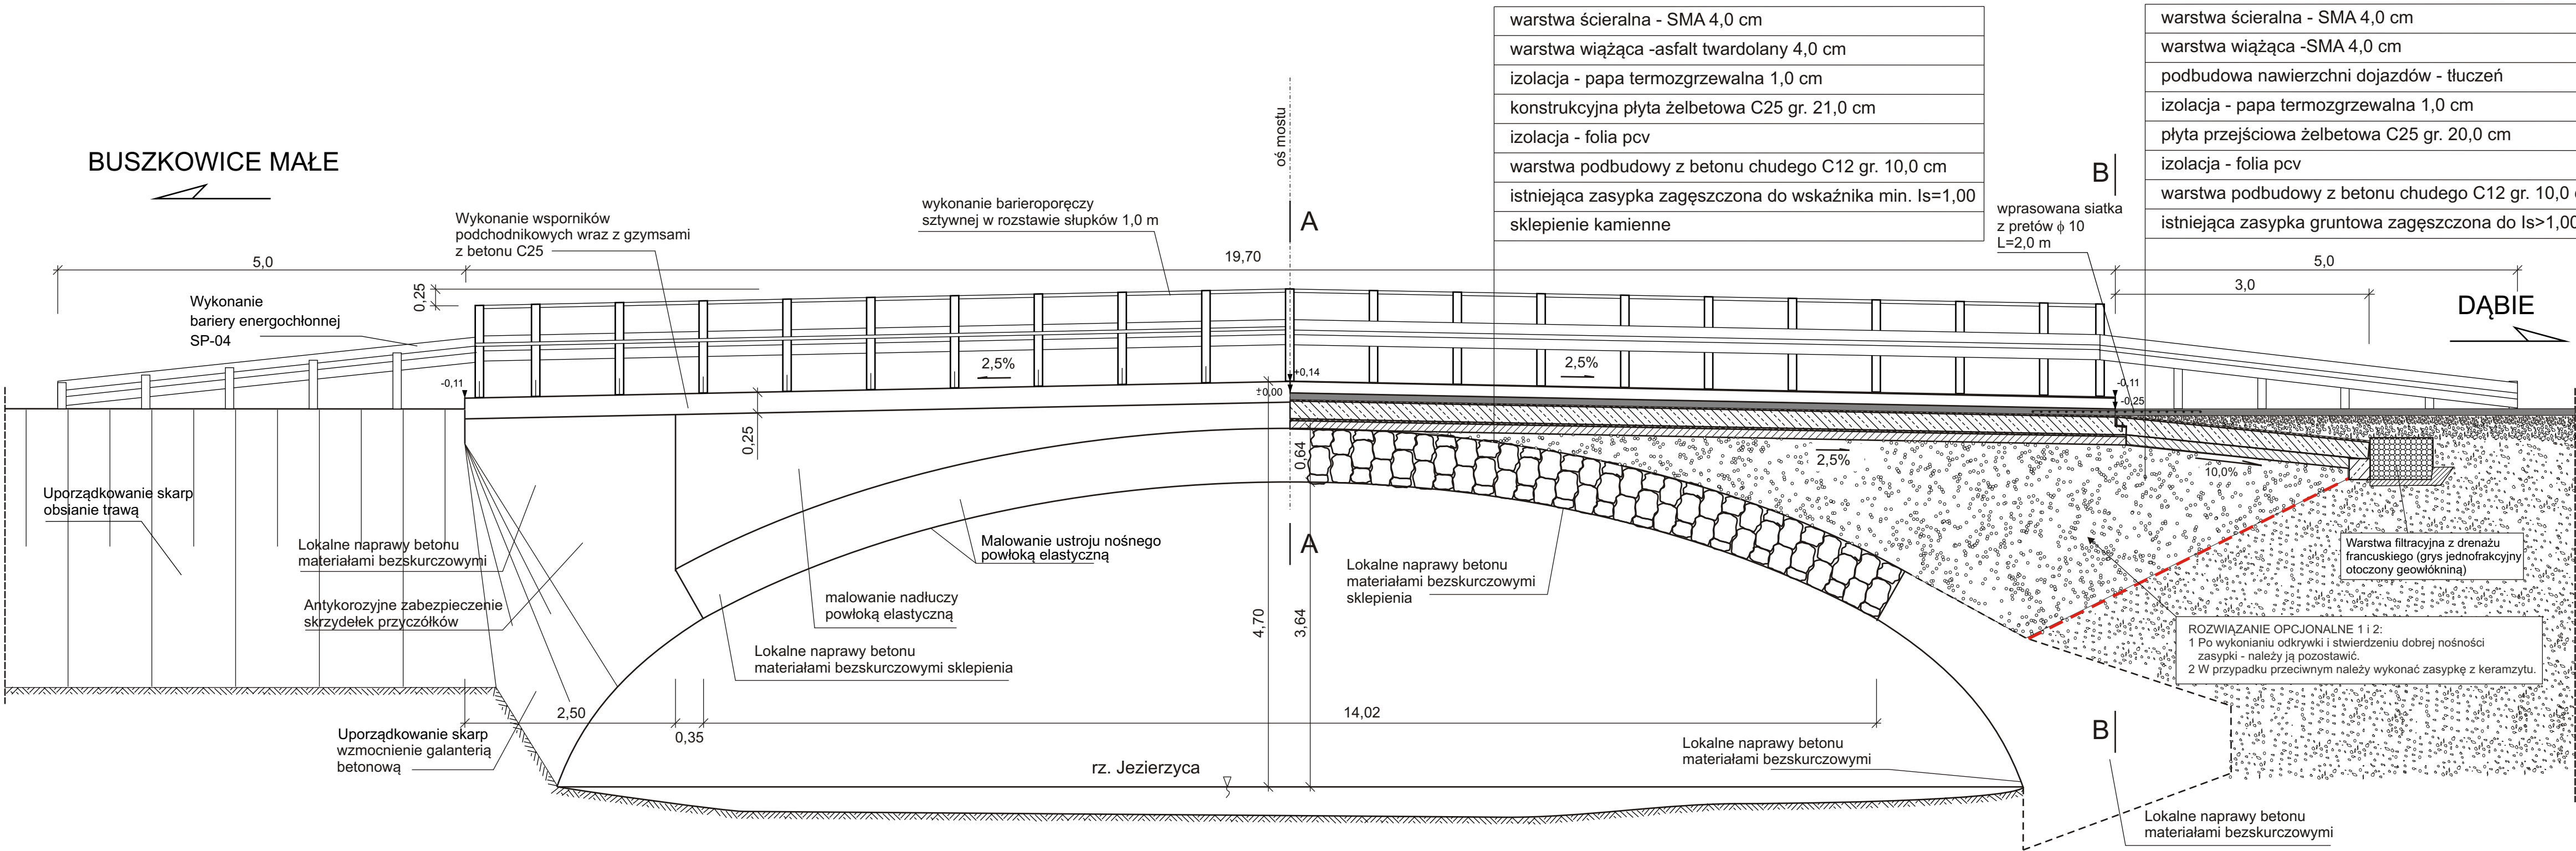 warstwa ścieralna - SMA 4,0 cm
warstwa wiążąca -asfalt twardolany 4,0 cm
izolacja - papa termozgrzewalna 1,0 cm
konstrukcyjna płyta żelbetowa C25 gr. 21,0 cm
izolacja - folia pcv
warstwa podbudowy z betonu chudego C12 gr. 10,0 cm
istniejąca zasypka zagęszczona do wskaźnika min. Is=1,00
sklepienie kamienne
warstwa ścieralna - SMA 4,0 cm
warstwa wiążąca -SMA 4,0 cm
podbudowa nawierzchni dojazdów - tłuczeń
izolacja - papa termozgrzewalna 1,0 cm
płyta przejściowa żelbetowa C25 gr. 20,0 cm
izolacja - folia pcv
warstwa podbudowy z betonu chudego C12 gr. 10,0
istniejąca zasypka gruntowa zagęszczona do Is>1,00
BUSZKOWICE MAŁE
oś mostu
A
B
Wykonanie wsporników
podchodnikowych wraz z gzymsami
z betonu C25
wykonanie barieroporęczy
sztywnej w rozstawie słupków 1,0 m
wprasowana siatka
z pretów ϕ 10
L=2,0 m
5,0
19,70
5,0
3,0
0,25
Wykonanie
bariery energochłonnej
SP-04
DĄBIE
2,5%
2,5%
-0,11
+0,14
±0,00
-0,11
-0,25
0,25
0,64
2,5%
10,0%
Uporządkowanie skarp
obsianie trawą
Lokalne naprawy betonu
materiałami bezskurczowymi
Antykorozyjne zabezpieczenie
skrzydełek przyczółków
Malowanie ustroju nośnego
powłoką elastyczną
A
malowanie nadłuczy
powłoką elastyczną
Lokalne naprawy betonu
materiałami bezskurczowymi
sklepienia
Warstwa filtracyjna z drenażu
francuskiego (grys jednofrakcyjny
otoczony geowłókniną)
Lokalne naprawy betonu
materiałami bezskurczowymi sklepienia
4,70
3,64
ROZWIĄZANIE OPCJONALNE 1 i 2:
1 Po wykonianiu odkrywki i stwierdzeniu dobrej nośności
zasypki - należy ją pozostawić.
2 W przypadku przeciwnym należy wykonać zasypkę z keramzytu.
2,50
0,35
14,02
Uporządkowanie skarp
wzmocnienie galanterią
betonową
rz. Jezierzyca
Lokalne naprawy betonu
materiałami bezskurczowymi
B
Lokalne naprawy betonu
materiałami bezskurczowymi